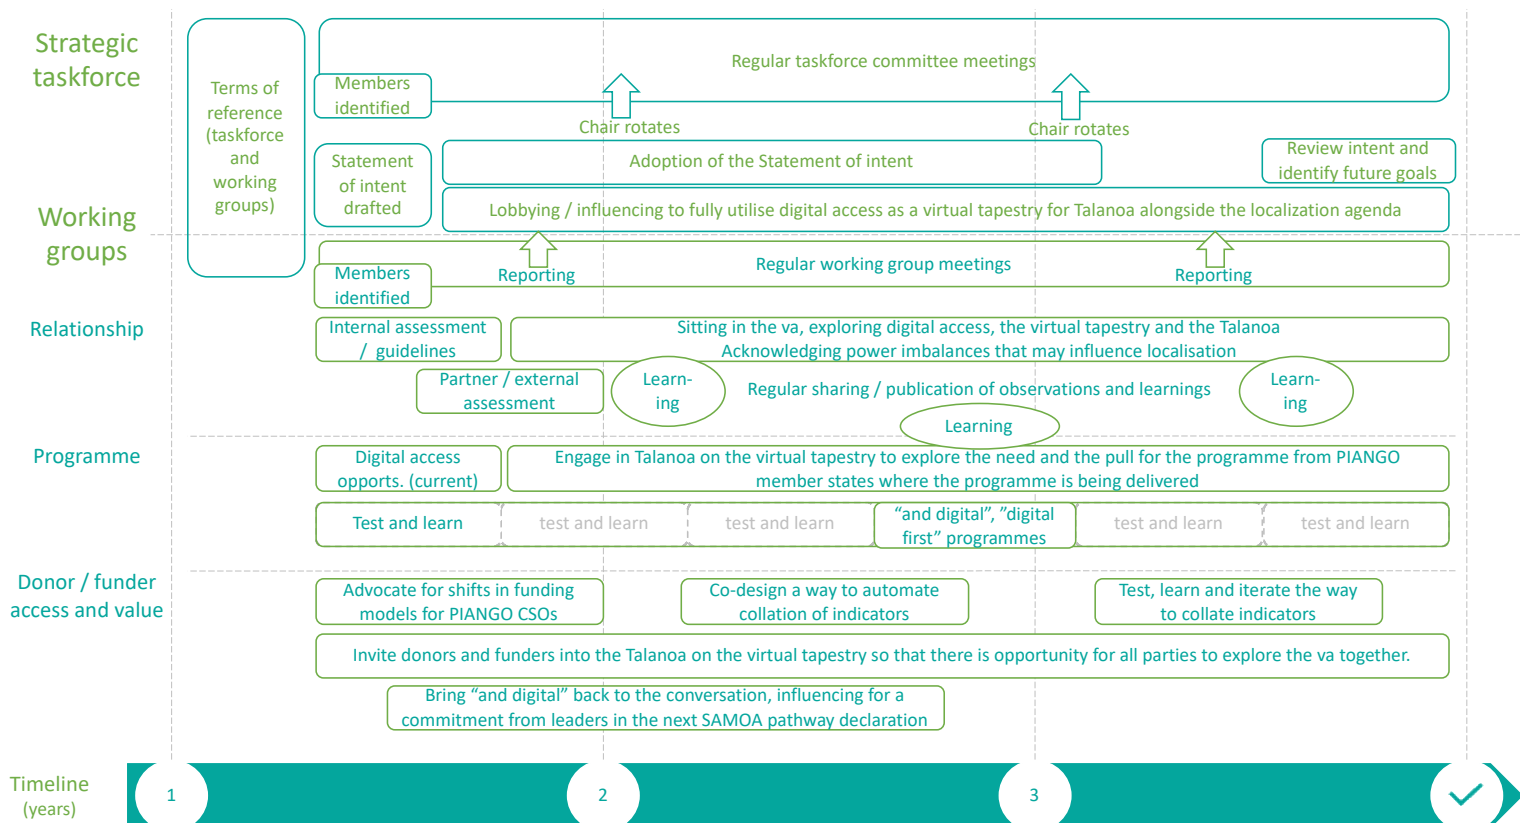 Strategic
taskforce
Terms of
reference
(taskforce
and
working
groups)
Regular taskforce committee meetings
Members
identified
Chair rotates
Chair rotates
Statement
of intent
drafted
Adoption of the Statement of intent
Review intent and
identify future goals
Lobbying / influencing to fully utilise digital access as a virtual tapestry for Talanoa alongside the localization agenda
Working
groups
Regular working group meetings
Members
identified
Reporting
Reporting
Relationship
Internal assessment
/ guidelines
Sitting in the va, exploring digital access, the virtual tapestry and the Talanoa
Acknowledging power imbalances that may influence localisation
Partner / external
assessment
Learn-
ing
Regular sharing / publication of observations and learnings
Learn-
ing
Learning
Programme
Digital access
opports. (current)
Engage in Talanoa on the virtual tapestry to explore the need and the pull for the programme from PIANGO
member states where the programme is being delivered
Test and learn
test and learn
test and learn
“and digital”, ”digital
first” programmes
test and learn
test and learn
Donor / funder
access and value
Advocate for shifts in funding
models for PIANGO CSOs
Co-design a way to automate
collation of indicators
Test, learn and iterate the way
to collate indicators
Invite donors and funders into the Talanoa on the virtual tapestry so that there is opportunity for all parties to explore the va together.
Bring “and digital” back to the conversation, influencing for a
commitment from leaders in the next SAMOA pathway declaration
Timeline
(years)
1
2
3